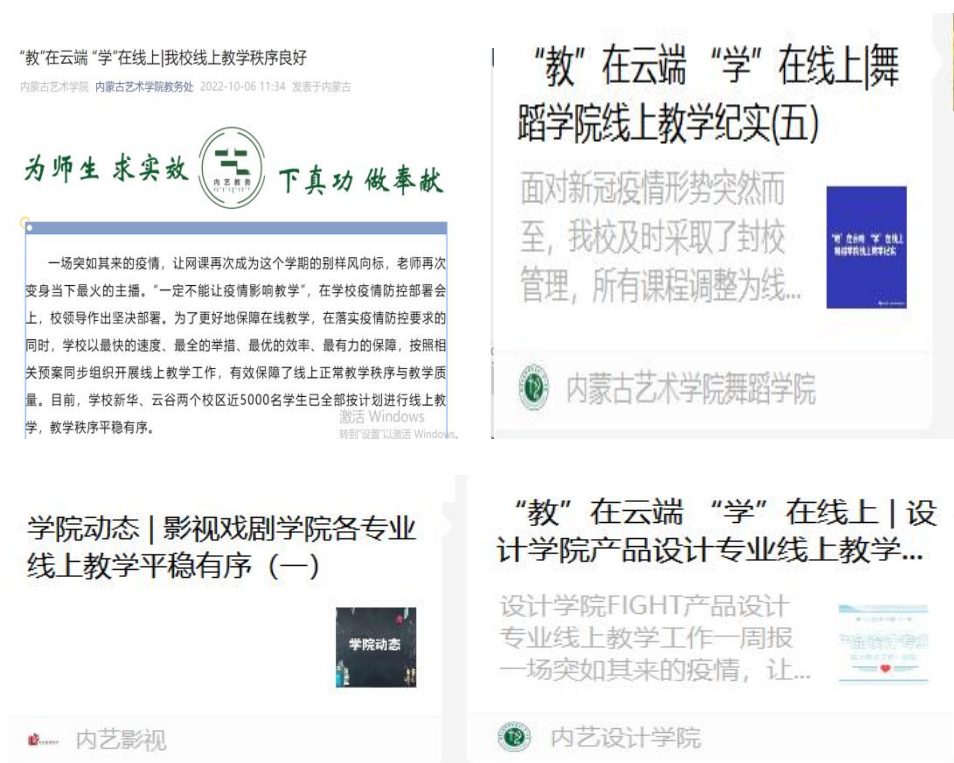 “教”在云端 “学”在线上|我校线上教学秩序良好
内蒙古艺术学院 内蒙古艺术学院教务处 2022-10-06 11:34 发表于内蒙古
为师生 求实效 内艺教务 下真功 做奉献
一场突如其来的疫情，让网课再次成为这个学期的别样风向标，老师再次
变身当下最火的主播。“一定不能让疫情影响教学”，在学校疫情防控部署会
上，校领导作出坚决部署。为了更好地保障在线教学，在落实疫情防控要求的
同时，学校以最快的速度、最全的举措、最优的效率、最有力的保障，按照相
关预案同步组织开展线上教学工作，有效保障了线上正常教学秩序与教学质
量。目前，学校新华、云谷两个校区近5000名学生已全部按计划进行线上教
学，教学秩序平稳有序。
激活 Windows
转到“设置”以激活 Windows。
“教”在云端 “学”在线上|舞
蹈学院线上教学纪实(五)
面对新冠疫情形势突然而
至，我校及时采取了封校
管理，所有课程调整为线...
“教”在云端 “学”在线上
舞蹈学院线上教学纪实
内蒙古艺术学院舞蹈学院
学院动态 | 影视戏剧学院各专业
线上教学平稳有序（一）
学院动态
内艺影视
“教”在云端 “学”在线上 | 设
计学院产品设计专业线上教学...
设计学院FIGHT产品设计
专业线上教学工作一周报
一场突如其来的疫情，让...
内艺设计学院